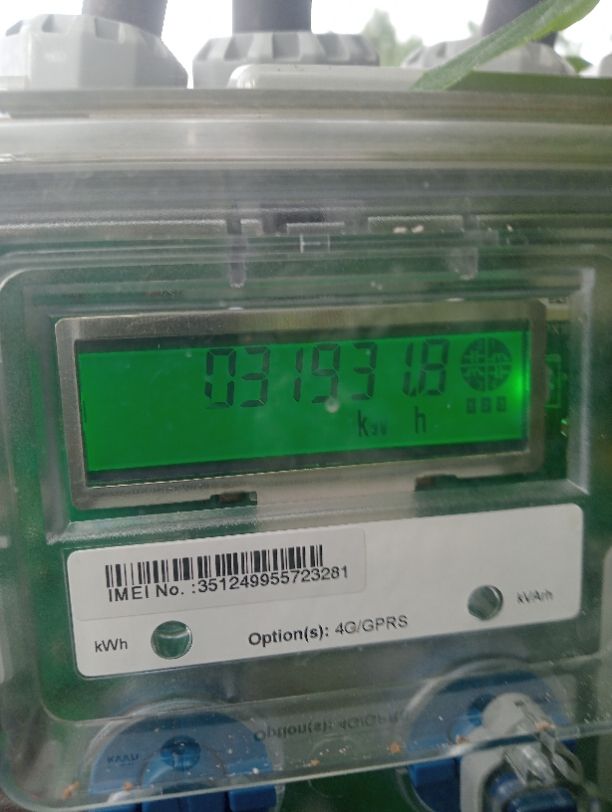 031931.8
kWh
IMEI No. :351249955723281
kWh
Option(s): 4G/GPRS
kVArh